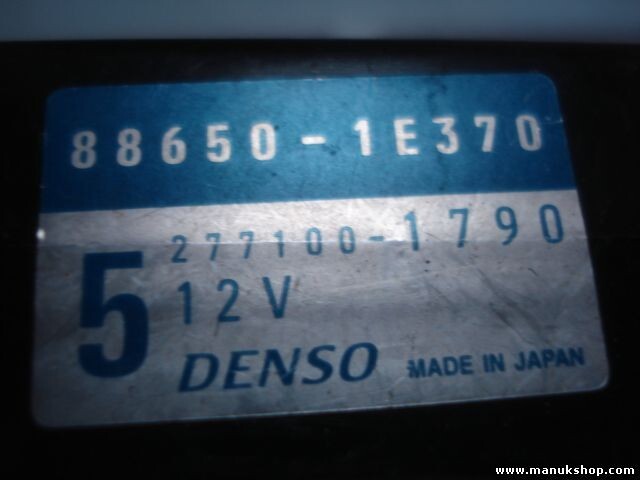 88650-1E370
277100-1790
5 12V
DENSO MADE IN JAPAN
www.manukshop.com